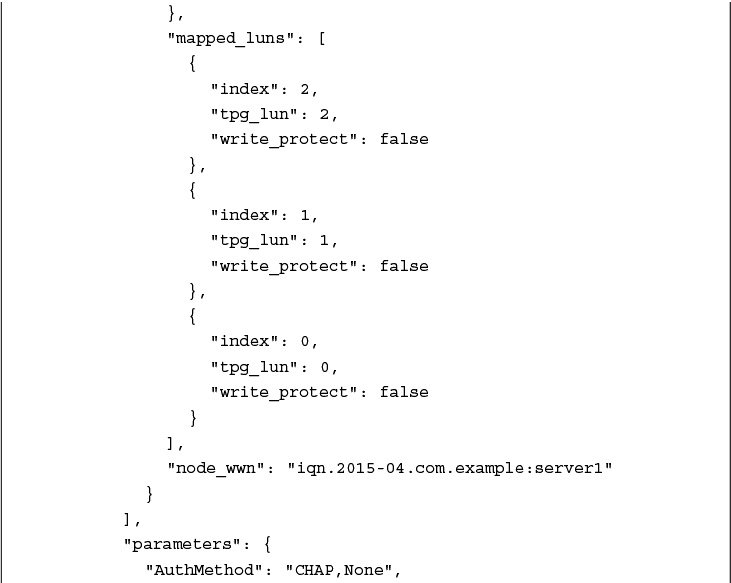 },
"mapped_luns": [
{
"index": 2,
"tpg_lun": 2,
"write_protect": false
},
{
"index": 1,
"tpg_lun": 1,
"write_protect": false
},
{
"index": 0,
"tpg_lun": 0,
"write_protect": false
}
],
"node_wwn": "iqn.2015-04.com.example:server1"
}
],
"parameters": {
"AuthMethod": "CHAP,None",